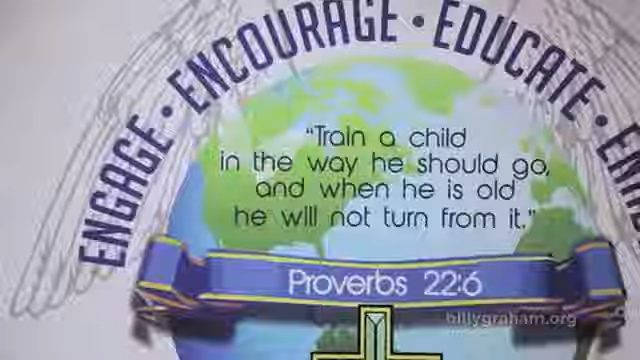 ENGAGE • ENCOURAGE • EDUCATE •
“Train a child
in the way he should go,
and when he is old
he will not turn from it.”
Proverbs 22:6
billygraham.org